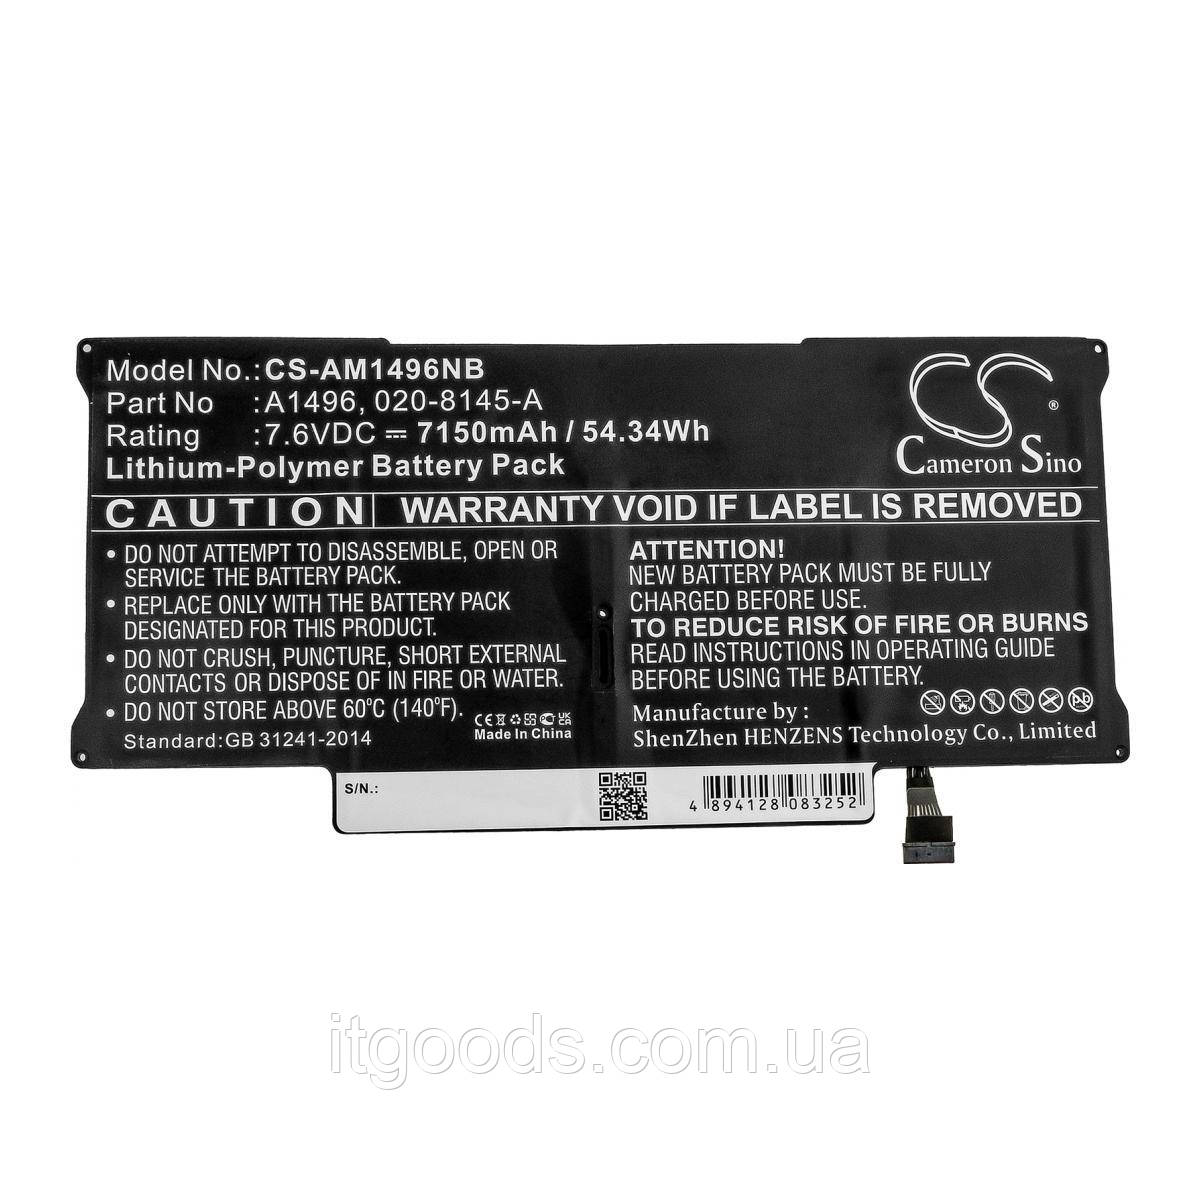 Model No.: CS-AM1496NB
Part No : A1496, 020-8145-A
Rating : 7.6VDC ⎓ 7150mAh / 54.34Wh
Lithium-Polymer Battery Pack
CS ®
Cameron Sino
CAUTION | WARRANTY VOID IF LABEL IS REMOVED
• DO NOT ATTEMPT TO DISASSEMBLE, OPEN OR
SERVICE THE BATTERY PACK.
• REPLACE ONLY WITH THE BATTERY PACK
DESIGNATED FOR THIS PRODUCT.
• DO NOT CRUSH, PUNCTURE, SHORT EXTERNAL
CONTACTS OR DISPOSE OF IN FIRE OR WATER.
• DO NOT STORE ABOVE 60°C (140°F).
Standard: GB 31241-2014
CE
Made In China
ATTENTION!
NEW BATTERY PACK MUST BE FULLY
CHARGED BEFORE USE.
TO REDUCE RISK OF FIRE OR BURNS
READ INSTRUCTIONS IN OPERATING GUIDE
BEFORE USING THE BATTERY.
Pb
Manufacture by :
ShenZhen HENZENS Technology Co., Limited
S/N.:
4 894128 083252
itgoods.com.ua